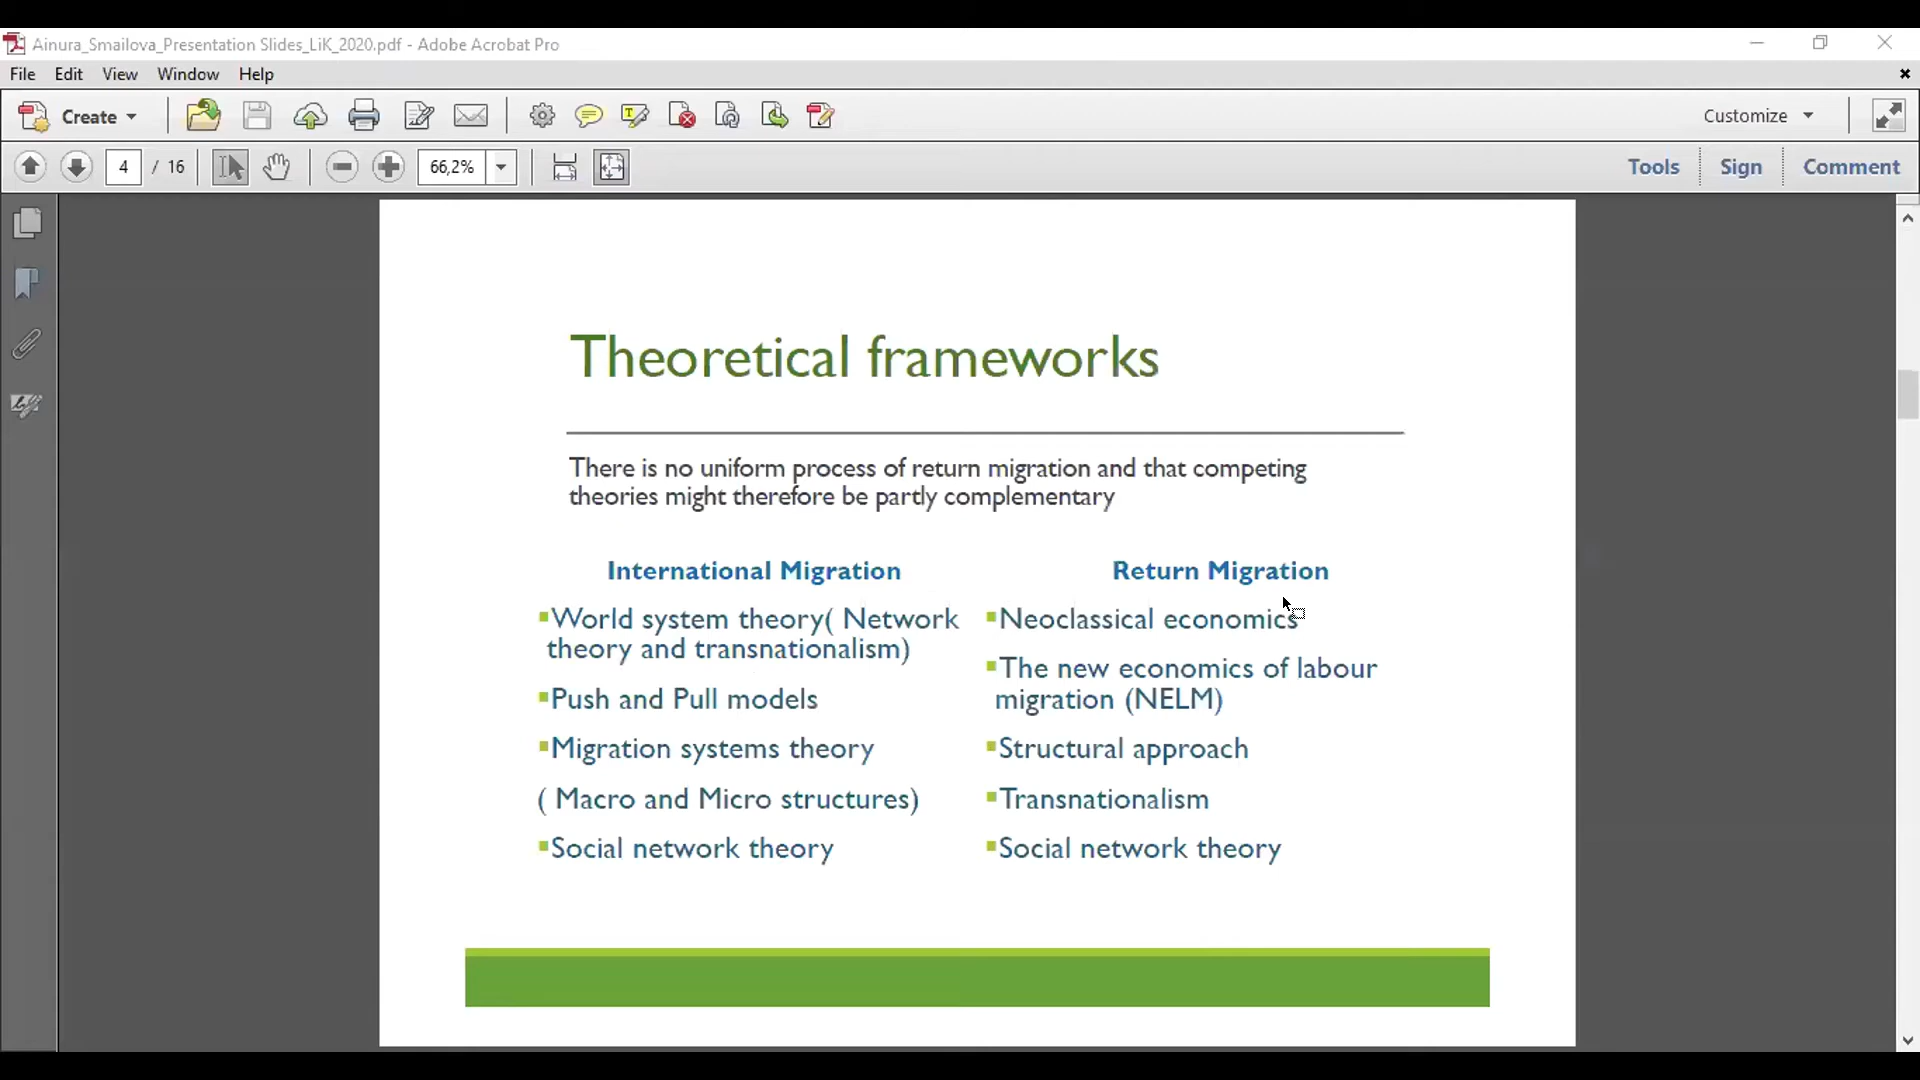 Ainura_Smailova_Presentation Slides_LiK_2020.pdf - Adobe Acrobat Pro
File Edit View Window Help
Create Customize
4 / 16 66,2% Tools Sign Comment
Theoretical frameworks
There is no uniform process of return migration and that competing
theories might therefore be partly complementary
International Migration
▪World system theory( Network
theory and transnationalism)
▪Push and Pull models
▪Migration systems theory
( Macro and Micro structures)
▪Social network theory
Return Migration
▪Neoclassical economics
▪The new economics of labour
migration (NELM)
▪Structural approach
▪Transnationalism
▪Social network theory